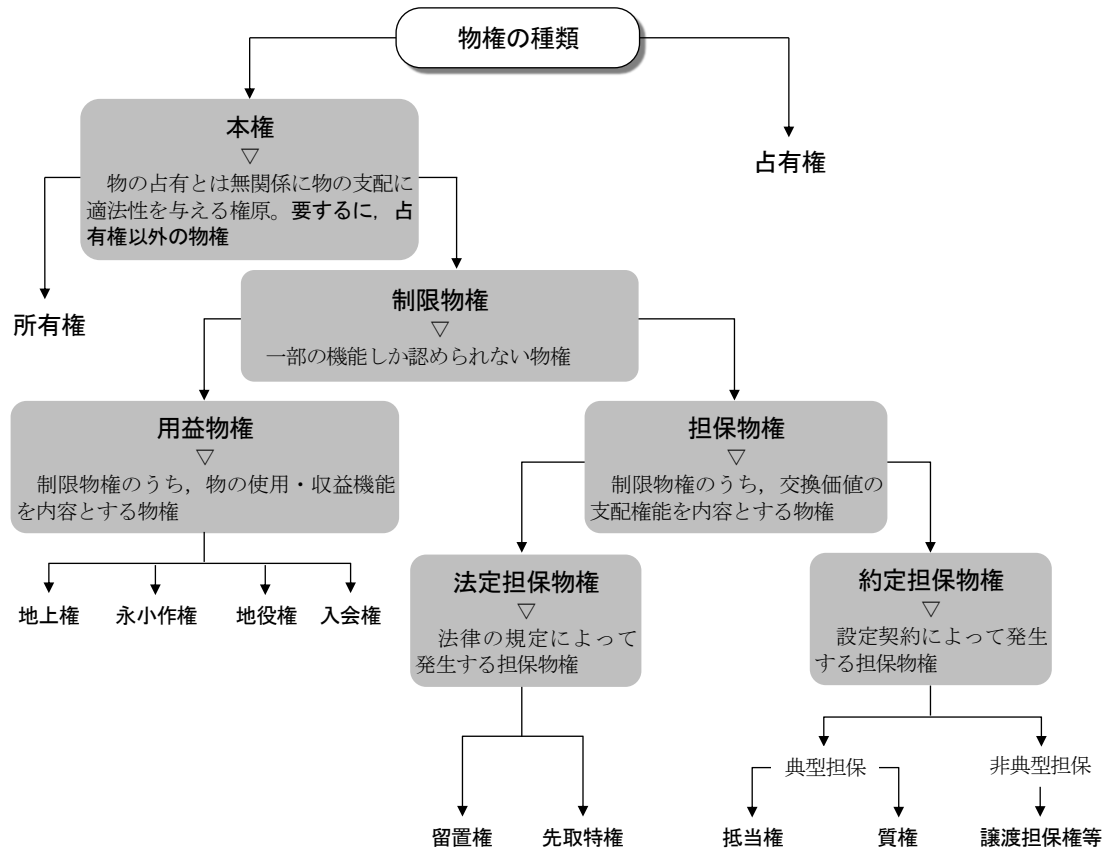 物権の種類
本権
▽
物の占有とは無関係に物の支配に
適法性を与える権原。要するに，占
有権以外の物権
占有権
所有権
制限物権
▽
一部の機能しか認められない物権
用益物権
▽
制限物権のうち，物の使用・収益機能
を内容とする物権
担保物権
▽
制限物権のうち，交換価値の
支配権能を内容とする物権
地上権
永小作権
地役権
入会権
法定担保物権
▽
法律の規定によって
発生する担保物権
約定担保物権
▽
設定契約によって発生
する担保物権
典型担保
非典型担保
留置権
先取特権
抵当権
質権
譲渡担保権等